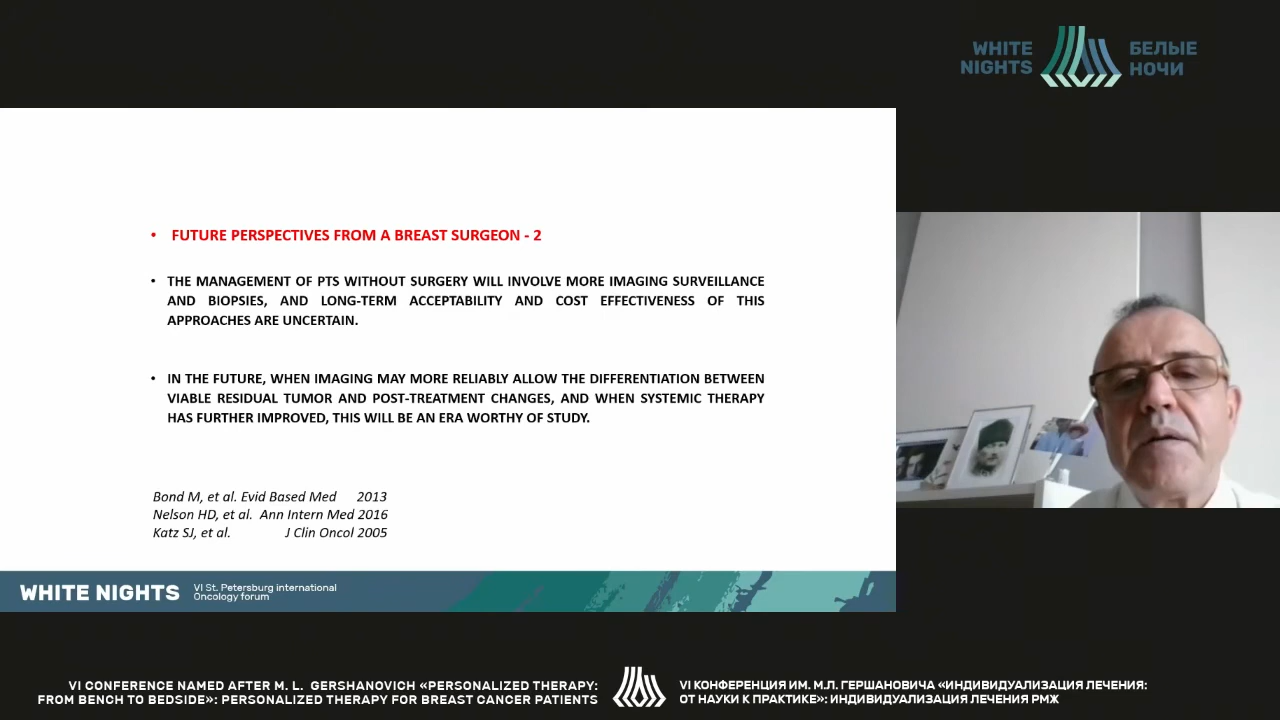 WHITE
NIGHTS
БЕЛЫЕ
НОЧИ
• FUTURE PERSPECTIVES FROM A BREAST SURGEON - 2
• THE MANAGEMENT OF PTS WITHOUT SURGERY WILL INVOLVE MORE IMAGING SURVEILLANCE
AND BIOPSIES, AND LONG-TERM ACCEPTABILITY AND COST EFFECTIVENESS OF THIS
APPROACHES ARE UNCERTAIN.
• IN THE FUTURE, WHEN IMAGING MAY MORE RELIABLY ALLOW THE DIFFERENTIATION BETWEEN
VIABLE RESIDUAL TUMOR AND POST-TREATMENT CHANGES, AND WHEN SYSTEMIC THERAPY
HAS FURTHER IMPROVED, THIS WILL BE AN ERA WORTHY OF STUDY.
Bond M, et al. Evid Based Med 2013
Nelson HD, et al. Ann Intern Med 2016
Katz SJ, et al. J Clin Oncol 2005
WHITE NIGHTS
VI St. Petersburg international
Oncology forum
VI CONFERENCE NAMED AFTER M. L. GERSHANOVICH «PERSONALIZED THERAPY:
FROM BENCH TO BEDSIDE»: PERSONALIZED THERAPY FOR BREAST CANCER PATIENTS
VI КОНФЕРЕНЦИЯ ИМ. М.Л. ГЕРШАНОВИЧА «ИНДИВИДУАЛИЗАЦИЯ ЛЕЧЕНИЯ:
ОТ НАУКИ К ПРАКТИКЕ»: ИНДИВИДУАЛИЗАЦИЯ ЛЕЧЕНИЯ РМЖ